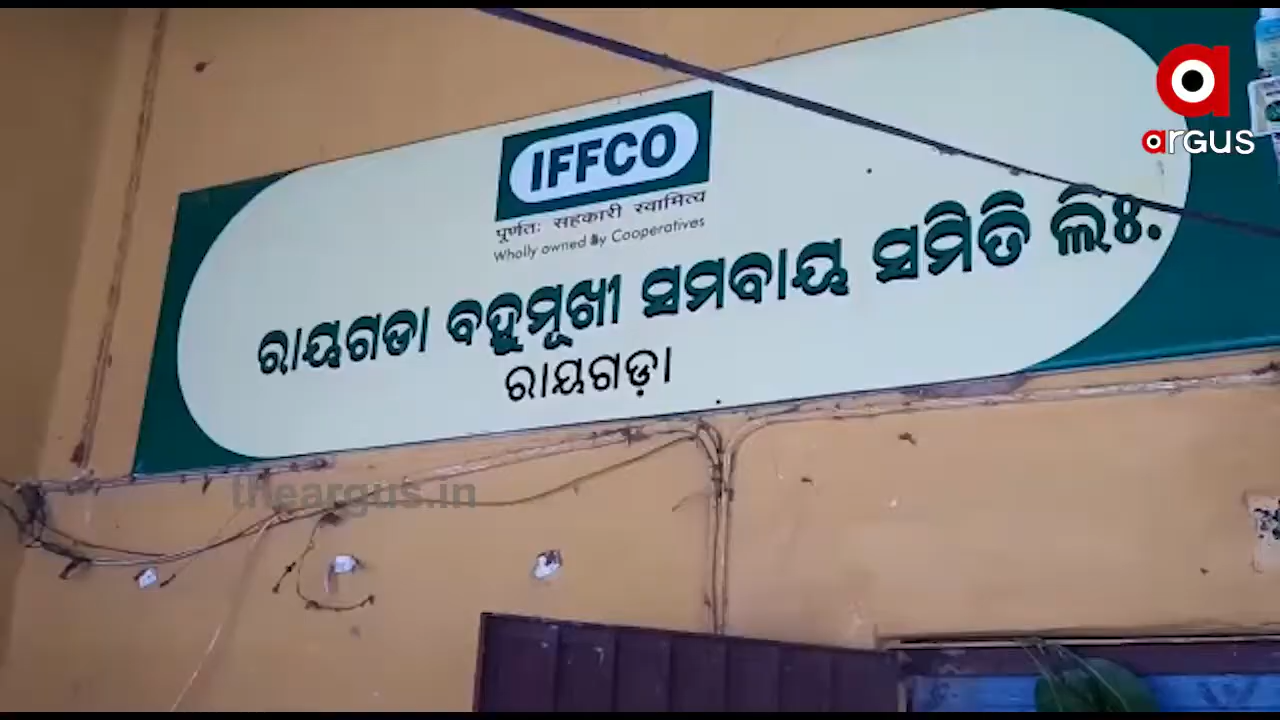 IFFCO
पूर्णतः सहकारी स्वामित्व
Wholly owned by Cooperatives
ରାୟଗଡା ବହୁମୂଖୀ ସମବାୟ ସମିତି ଲିଃ.
ରାୟଗଡ଼ା
argus
theargus.in